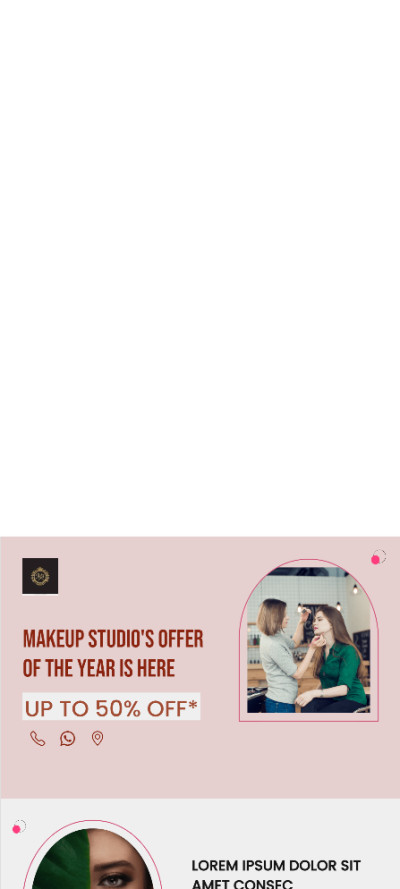 MAKEUP STUDIO'S OFFER
OF THE YEAR IS HERE
UP TO 50% OFF*
LOREM IPSUM DOLOR SIT
AMET CONSEC